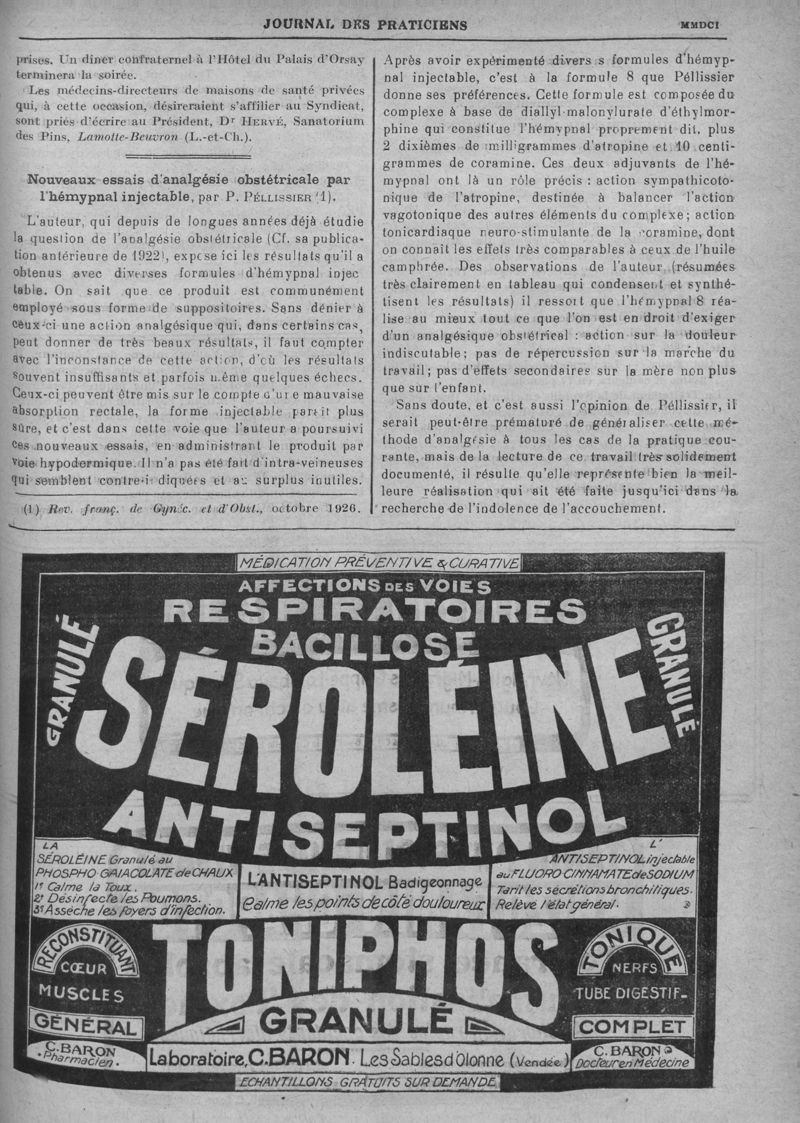 JOURNAL DES PRATICIENS
MMDCI
prises. Un dîner confraternel à l'Hôtel du Palais d'Orsay
terminera la soirée.
Les médecins-directeurs de maisons de santé privées
qui, à cette occasion, désireraient s'affilier au Syndicat,
sont priés d'écrire au Président, Dr HERVÉ, Sanatorium
des Pins, Lamotte-Beuvron (L.-et-Ch.).
Nouveaux essais d'analgésie obstétricale par
l'hémypnal injectable, par P. PÉLLISSIER (1).
L'auteur, qui depuis de longues années déjà étudie
la question de l'analgésie obstétricale (Cf. sa publica-
tion antérieure de 1922), expose ici les résultats qu'il a
obtenus avec diverses formules d'hémypnal injec
table. On sait que ce produit est communément
employé sous forme de suppositoires. Sans dénier à
ceux-ci une action analgésique qui, dans certains cas,
peut donner de très beaux résultats, il faut compter
avec l'inconstance de cette action, d'où les résultats
souvent insuffisants et parfois même quelques échecs.
Ceux-ci peuvent être mis sur le compte d'une mauvaise
absorption rectale, la forme injectable paraît plus
sûre, et c'est dans cette voie que l'auteur a poursuivi
ces nouveaux essais, en administrant le produit par
voie hypodermique. Il n'a pas été fait d'intra-veineuses
qui semblent contre-indiquées et au surplus inutiles.
(1) Rev. franç. de Gynéc. et d'Obst., octobre 1926.
Après avoir expérimenté divers s formules d'hémyp-
nal injectable, c'est à la formule 8 que Péllissier
donne ses préférences. Cette formule est composée du
complexe à base de diallyl-malonylurate d'éthylmor-
phine qui constitue l'hémypnal proprement dit, plus
2 dixièmes de milligrammes d'atropine et 10 centi-
grammes de coramine. Ces deux adjuvants de l'hé-
mypnal ont là un rôle précis : action sympathicoto-
nique de l'atropine, destinée à balancer l'action
vagotonique des autres éléments du complexe ; action
tonicardiaque neuro-stimulante de la coramine, dont
on connaît les effets très comparables à ceux de l'huile
camphrée. Des observations de l'auteur (résumées
très clairement en tableau qui condensent et synthé-
tisent les résultats) il ressort que l'hémypnal 8 réa-
lise au mieux tout ce que l'on est en droit d'exiger
d'un analgésique obstétrical : action sur la douleur
indiscutable ; pas de répercussion sur la marche du
travail ; pas d'effets secondaires sur la mère non plus
que sur l'enfant.
Sans doute, et c'est aussi l'opinion de Péllissier, il
serait peut-être prématuré de généraliser cette mé-
thode d'analgésie à tous les cas de la pratique cou-
rante, mais de la lecture de ce travail très solidement
documenté, il résulte qu'elle représente bien la meil-
leure réalisation qui ait été faite jusqu'ici dans la
recherche de l'indolence de l'accouchement.
MÉDICATION PRÉVENTIVE & CURATIVE
AFFECTIONS DES VOIES
RESPIRATOIRES
BACILLOSE
GRANULÉ
SÉROLÉINE
GRANULÉ
ANTISEPTINOL
LA
SÉROLÉINE Granulé au
PHOSPHO GAIACOLATE de CHAUX
1º Calme la Toux.
2º Désinfecte les Poumons.
3º Assèche les foyers d'infection.
L'ANTISEPTINOL Badigeonnage
calme les points de côté douloureux
L'
ANTISEPTINOL injectable
au FLUORO CINNAMATE de SODIUM
Tarit les sécrétions bronchitiques.
Relève l'état général.
RECONSTITUANT
CŒUR
MUSCLES
GÉNÉRAL
TONIPHOS
GRANULÉ
TONIQUE
NERFS
TUBE DIGESTIF
COMPLET
C. BARON
Pharmacien.
Laboratoire, C. BARON. Les Sables d'Olonne (Vendée)
C. BARON
Docteur en Médecine
ECHANTILLONS GRATUITS SUR DEMANDE